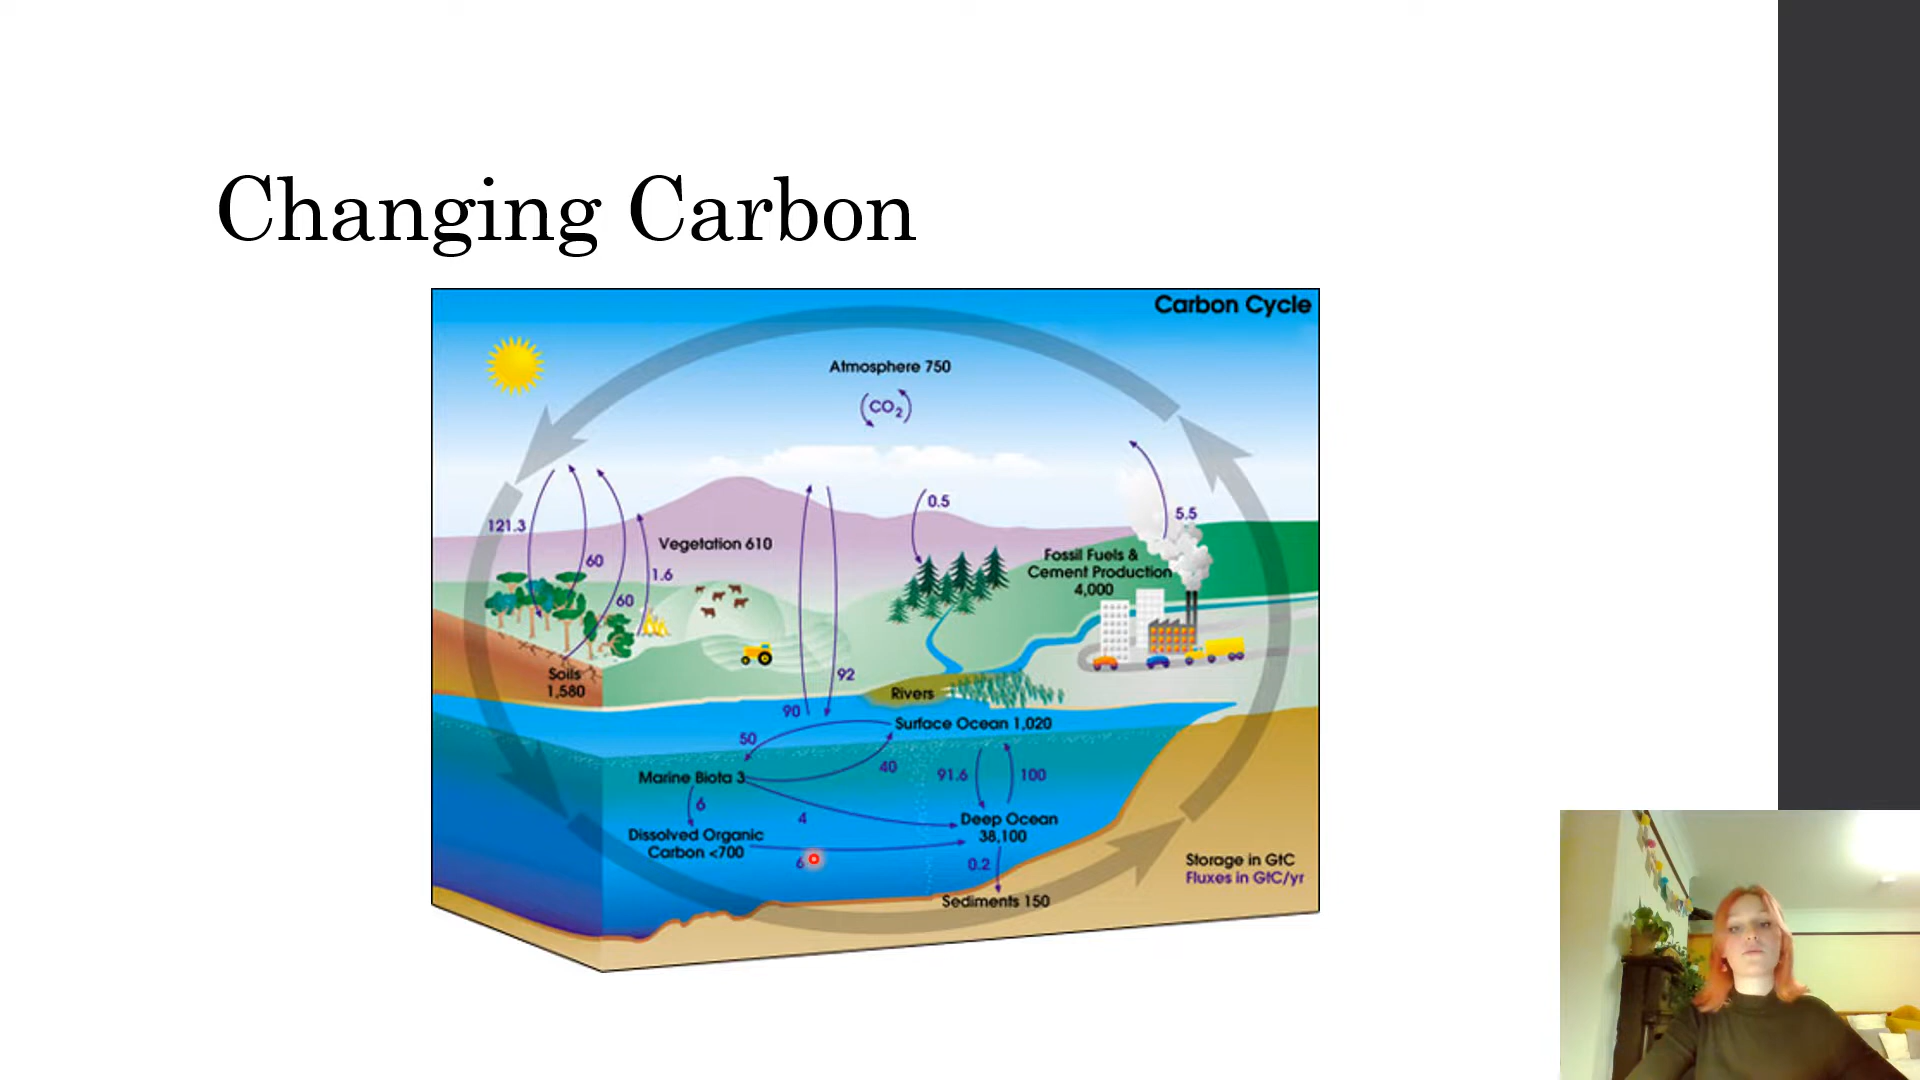 Changing Carbon
Carbon Cycle
Atmosphere 750
CO2
121.3
60
60
1.6
Vegetation 610
0.5
5.5
Fossil Fuels &
Cement Production
4,000
Soils
1,580
90
92
Rivers
Surface Ocean 1,020
50
40
91.6
100
Marine Biota 3
6
4
Dissolved Organic
Carbon <700
6
Deep Ocean
38,100
0.2
Sediments 150
Storage in GtC
Fluxes in GtC/yr